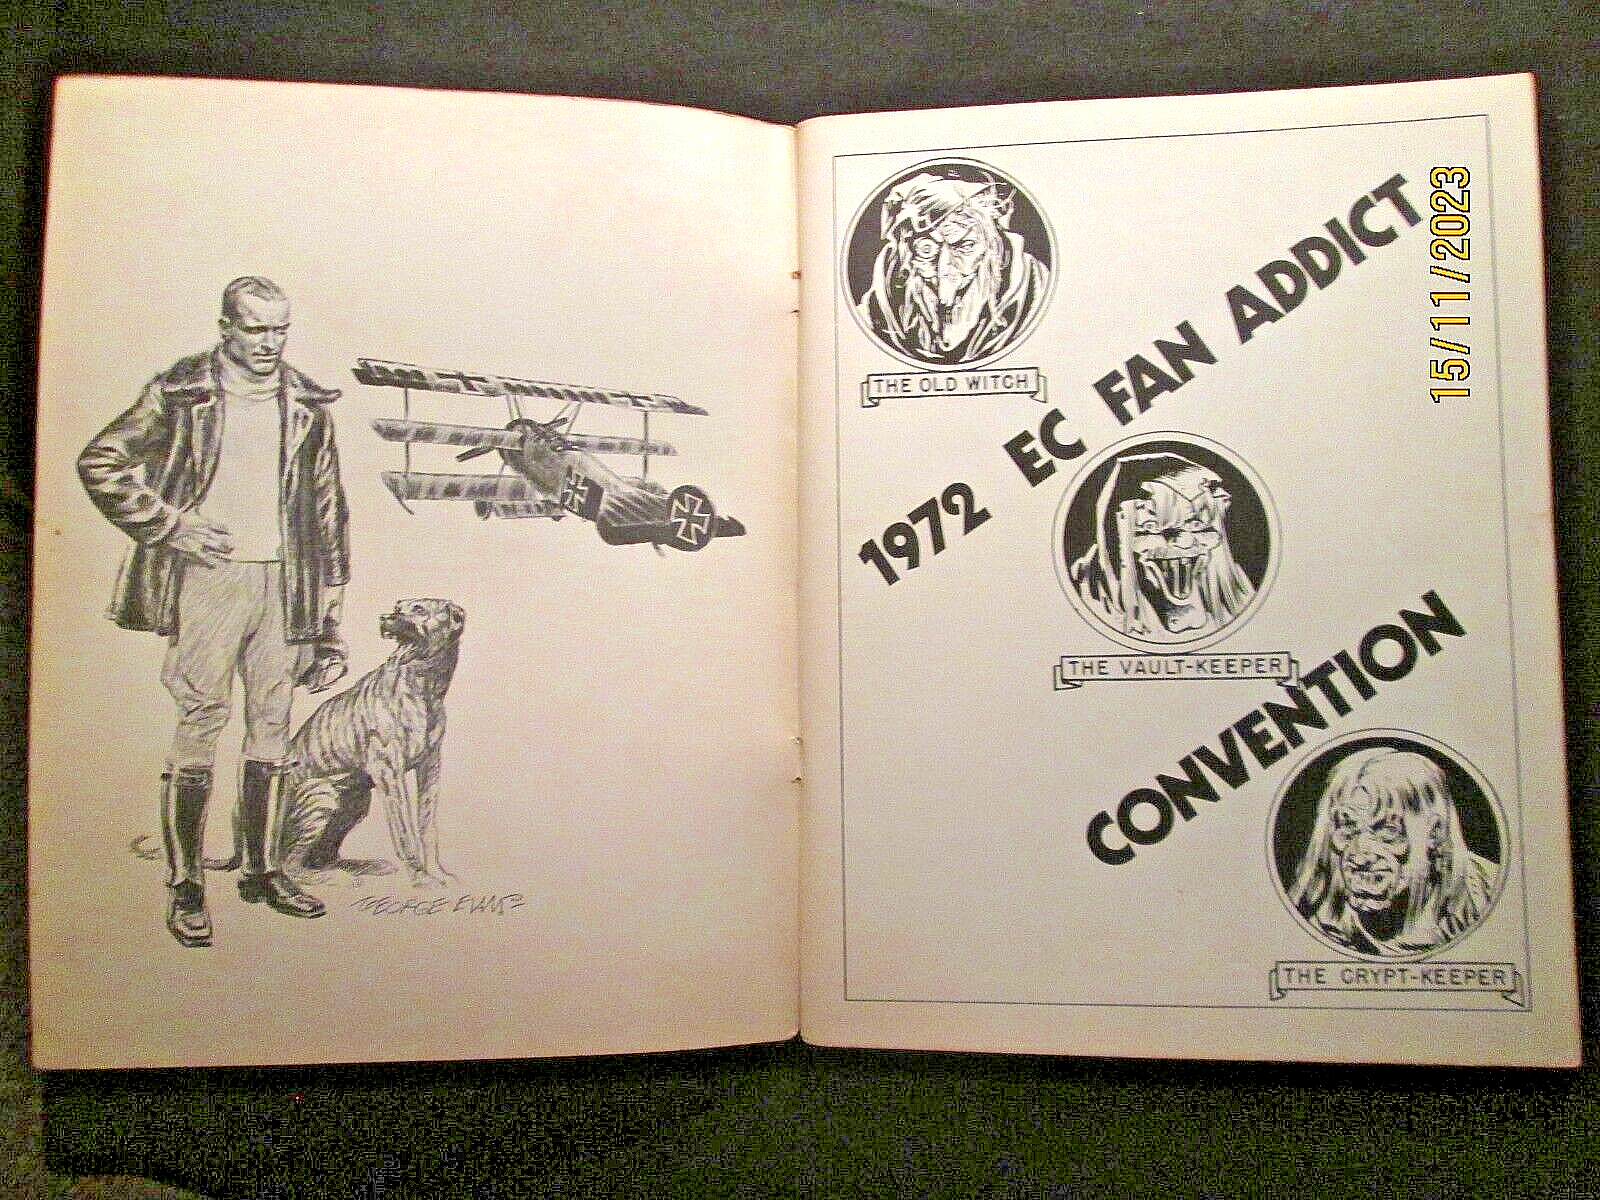 GEORGE EVANS
THE OLD WITCH
1972 EC FAN ADDICT
THE VAULT-KEEPER
CONVENTION
THE CRYPT-KEEPER
15/11/2023